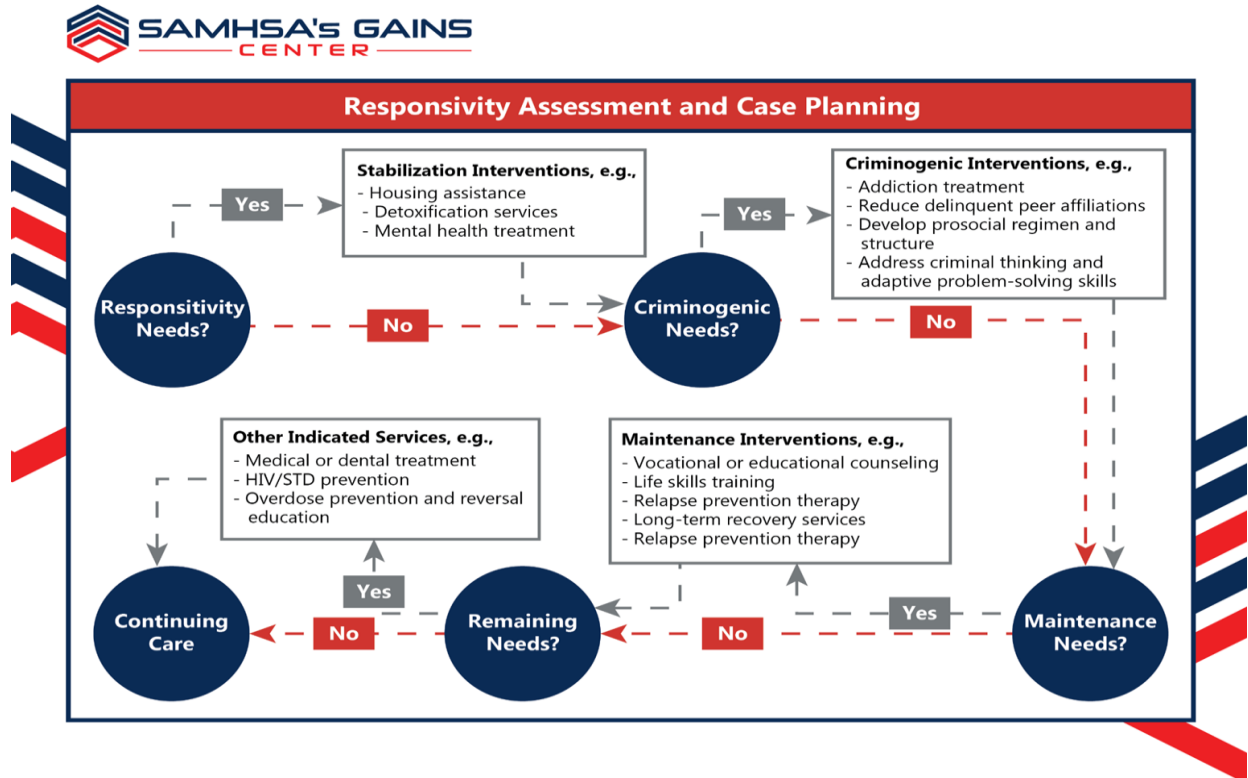 SAMHSA's GAINS
CENTER
Responsivity Assessment and Case Planning
Yes
Stabilization Interventions, e.g.,
- Housing assistance
- Detoxification services
- Mental health treatment
Yes
Criminogenic Interventions, e.g.,
- Addiction treatment
- Reduce delinquent peer affiliations
- Develop prosocial regimen and
structure
- Address criminal thinking and
adaptive problem-solving skills
Responsitivity
Needs?
No
Criminogenic
Needs?
No
Other Indicated Services, e.g.,
- Medical or dental treatment
- HIV/STD prevention
- Overdose prevention and reversal
education
Maintenance Interventions, e.g.,
- Vocational or educational counseling
- Life skills training
- Relapse prevention therapy
- Long-term recovery services
- Relapse prevention therapy
Continuing
Care
No
Yes
Remaining
Needs?
No
Yes
Maintenance
Needs?